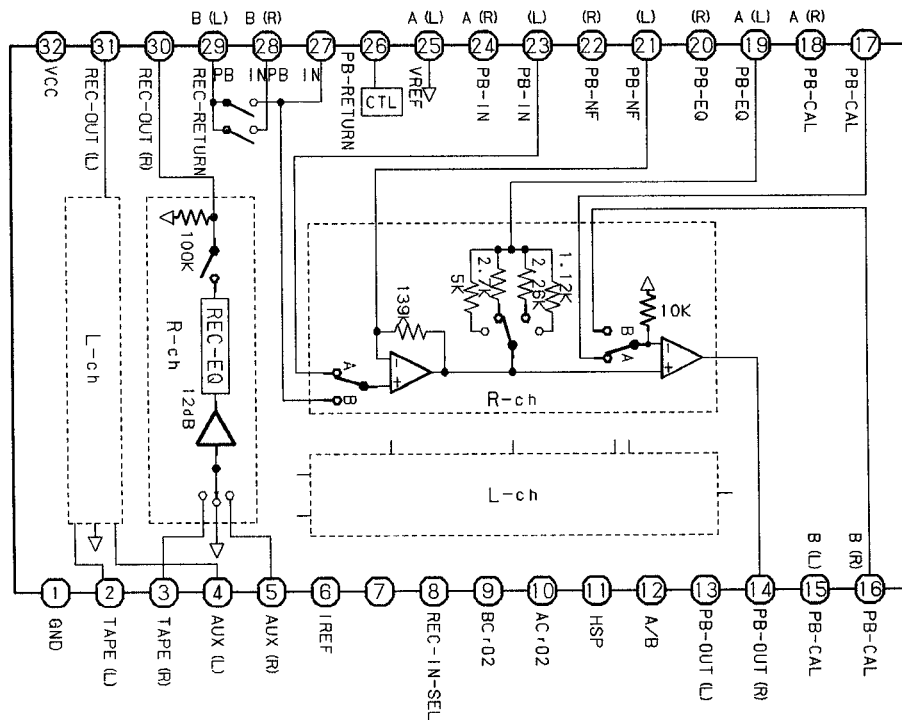 B (L)
B (R)
A (L)
A (R)
(L)
(R)
(L)
(R)
A (L)
A (R)
32
31
30
29
28
27
26
25
24
23
22
21
20
19
18
17
VCC
REC-OUT (L)
REC-OUT (R)
REC-RETURN
PB IN
PB IN
PB-RETURN
CTL
VREF
PB-IN
PB-IN
PB-NF
PB-NF
PB-EQ
PB-EQ
PB-CAL
PB-CAL
L-ch
100K
REC-EQ
R-ch
12dB
139K
5K
2.7K
2.26K
1.12K
10K
A
B
B
A
−
+
−
+
R-ch
L-ch
B (L)
B (R)
1
2
3
4
5
6
7
8
9
10
11
12
13
14
15
16
GND
TAPE (L)
TAPE (R)
AUX (L)
AUX (R)
IREF
REC-IN-SEL
BCrO2
ACrO2
HSP
A/B
PB-OUT (L)
PB-OUT (R)
PB-CAL
PB-CAL